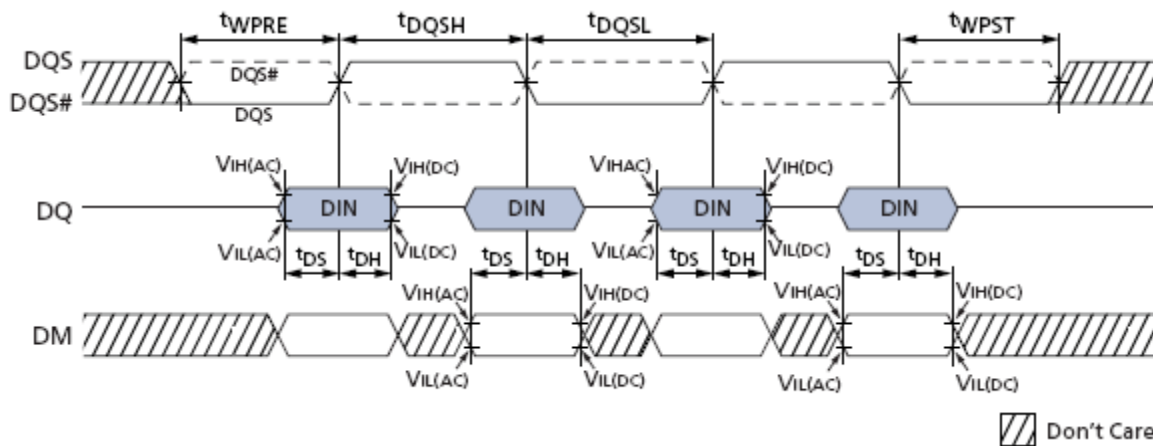 tWPRE tDQSH tDQSL tWPST
DQS
DQS#
DQS#
DQS
VIH(AC) VIH(DC) VIHAC) VIH(DC)
DQ DIN DIN DIN DIN
VIL(AC) VIL(DC) VIL(AC) VIL(DC)
tDS tDH tDS tDH tDS tDH tDS tDH
VIH(AC) VIH(DC) VIH(AC) VIH(DC)
DM
VIL(AC) VIL(DC) VIL(AC) VIL(DC)
Don't Care